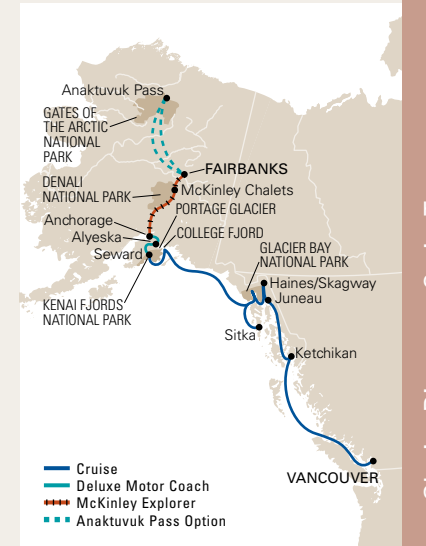 Anaktuvuk Pass
GATES OF
THE ARCTIC
NATIONAL
PARK
FAIRBANKS
DENALI
NATIONAL PARK
McKinley Chalets
PORTAGE GLACIER
Anchorage
COLLEGE FJORD
Alyeska
GLACIER BAY
NATIONAL PARK
Seward
Haines/Skagway
Juneau
KENAI FJORDS
NATIONAL PARK
Sitka
Ketchikan
VANCOUVER
Cruise
Deluxe Motor Coach
McKinley Explorer
Anaktuvuk Pass Option